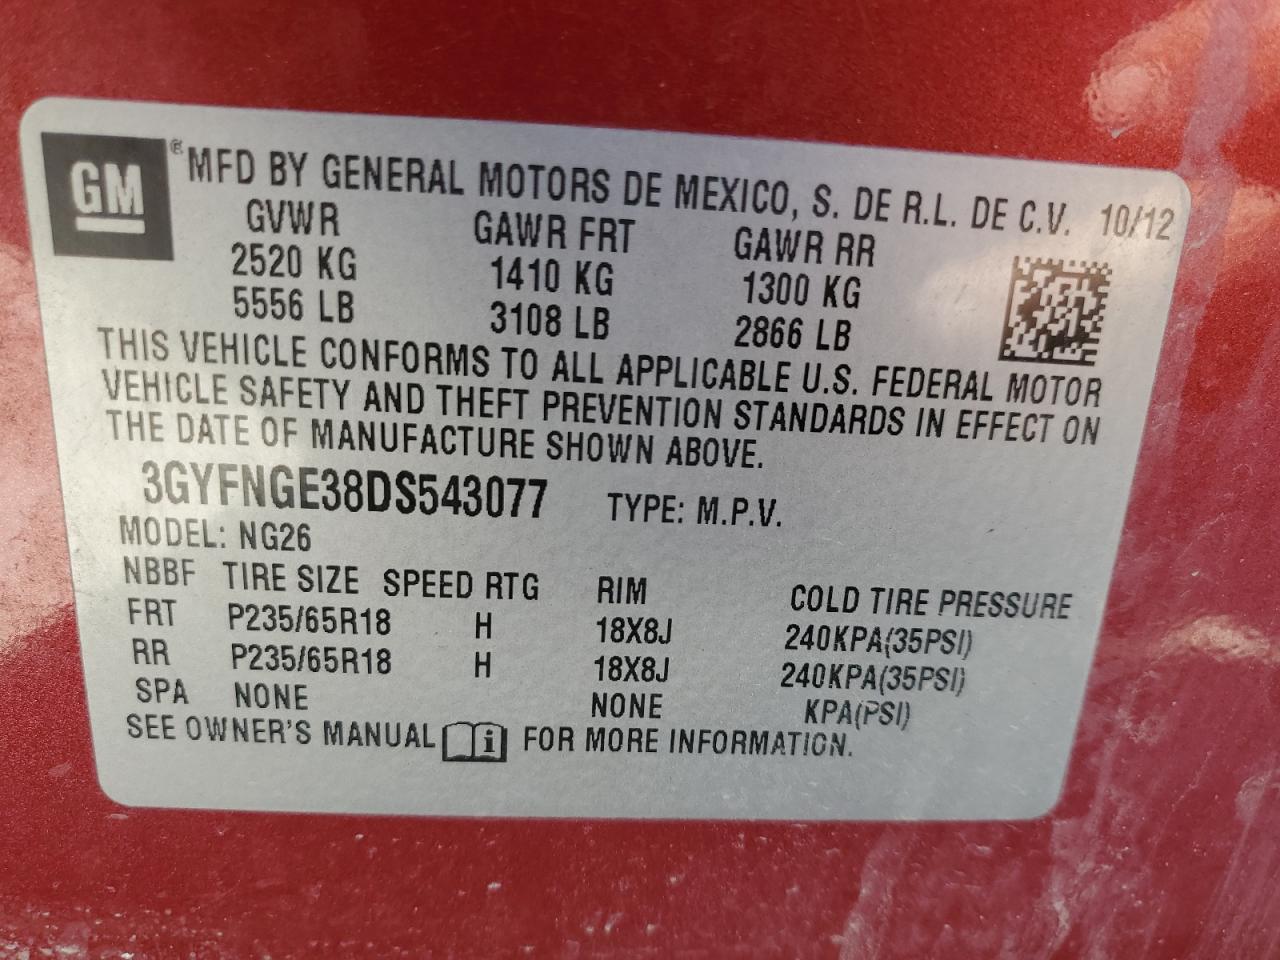 GM ® MFD BY GENERAL MOTORS DE MEXICO, S. DE R.L. DE C.V. 10/12
GVWR GAWR FRT GAWR RR
2520 KG 1410 KG 1300 KG
5556 LB 3108 LB 2866 LB
THIS VEHICLE CONFORMS TO ALL APPLICABLE U.S. FEDERAL MOTOR
VEHICLE SAFETY AND THEFT PREVENTION STANDARDS IN EFFECT ON
THE DATE OF MANUFACTURE SHOWN ABOVE.
3GYFNGE38DS543077 TYPE: M.P.V.
MODEL: NG26
NBBF TIRE SIZE SPEED RTG RIM COLD TIRE PRESSURE
FRT P235/65R18 H 18X8J 240KPA(35PSI)
RR P235/65R18 H 18X8J 240KPA(35PSI)
SPA NONE NONE KPA(PSI)
SEE OWNER'S MANUAL i FOR MORE INFORMATION.